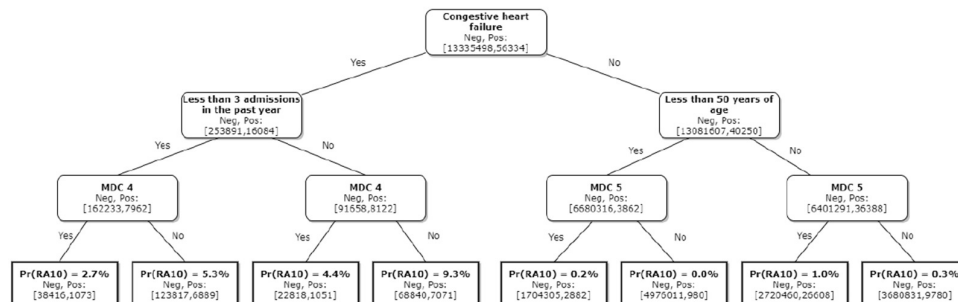 Congestive heart
failure
Neg, Pos:
[13335498,56334]
Yes
No
Less than 3 admissions
in the past year
Neg, Pos:
[253891,16084]
Less than 50 years of
age
Neg, Pos:
[13081607,40250]
Yes
No
Yes
No
MDC 4
Neg, Pos:
[162233,7962]
MDC 4
Neg, Pos:
[91658,8122]
MDC 5
Neg, Pos:
[6680316,3862]
MDC 5
Neg, Pos:
[6401291,36388]
Yes
No
Yes
No
Yes
No
Yes
No
Pr(RA10) = 2.7%
Neg, Pos:
[38416,1073]
Pr(RA10) = 5.3%
Neg, Pos:
[123817,6889]
Pr(RA10) = 4.4%
Neg, Pos:
[22818,1051]
Pr(RA10) = 9.3%
Neg, Pos:
[68840,7071]
Pr(RA10) = 0.2%
Neg, Pos:
[1704305,2882]
Pr(RA10) = 0.0%
Neg, Pos:
[4976011,980]
Pr(RA10) = 1.0%
Neg, Pos:
[2720460,26608]
Pr(RA10) = 0.3%
Neg, Pos:
[3680831,9780]